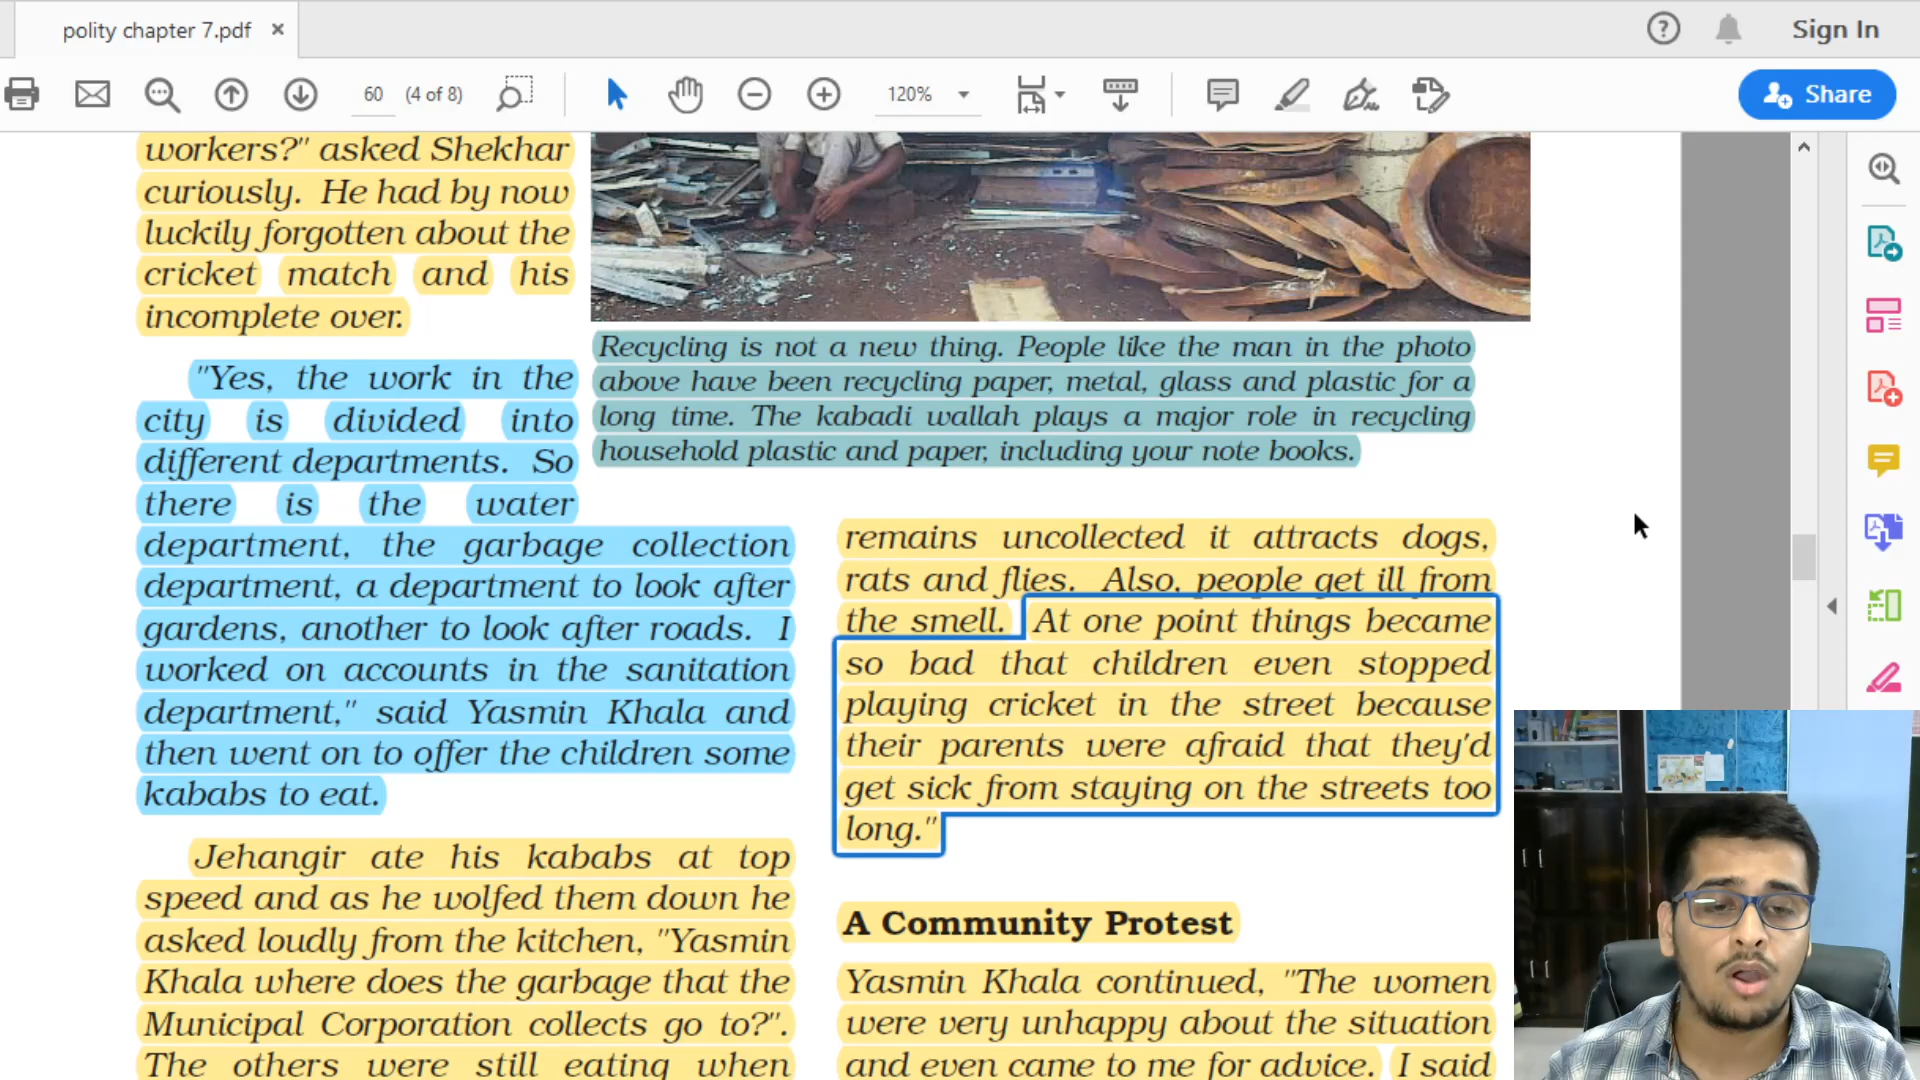 polity chapter 7.pdf
Sign In
60 (4 of 8)
120%
Share
workers?" asked Shekhar
curiously. He had by now
luckily forgotten about the
cricket match and his
incomplete over.
"Yes, the work in the
city is divided into
different departments. So
there is the water
department, the garbage collection
department, a department to look after
gardens, another to look after roads. I
worked on accounts in the sanitation
department," said Yasmin Khala and
then went on to offer the children some
kababs to eat.
Jehangir ate his kababs at top
speed and as he wolfed them down he
asked loudly from the kitchen, "Yasmin
Khala where does the garbage that the
Municipal Corporation collects go to?".
The others were still eating when
Recycling is not a new thing. People like the man in the photo
above have been recycling paper, metal, glass and plastic for a
long time. The kabadi wallah plays a major role in recycling
household plastic and paper, including your note books.
remains uncollected it attracts dogs,
rats and flies. Also, people get ill from
the smell. At one point things became
so bad that children even stopped
playing cricket in the street because
their parents were afraid that they'd
get sick from staying on the streets too
long."
A Community Protest
Yasmin Khala continued, "The women
were very unhappy about the situation
and even came to me for advice. I said